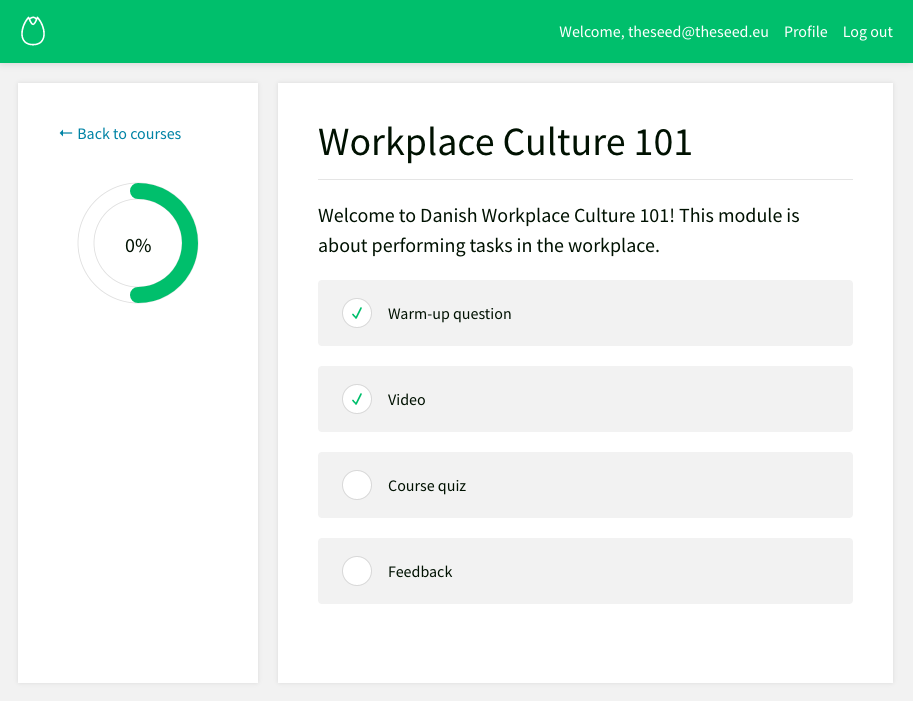 Welcome, theseed@theseed.eu Profile Log out
← Back to courses
0%
Workplace Culture 101
Welcome to Danish Workplace Culture 101! This module is
about performing tasks in the workplace.
Warm-up question
Video
Course quiz
Feedback